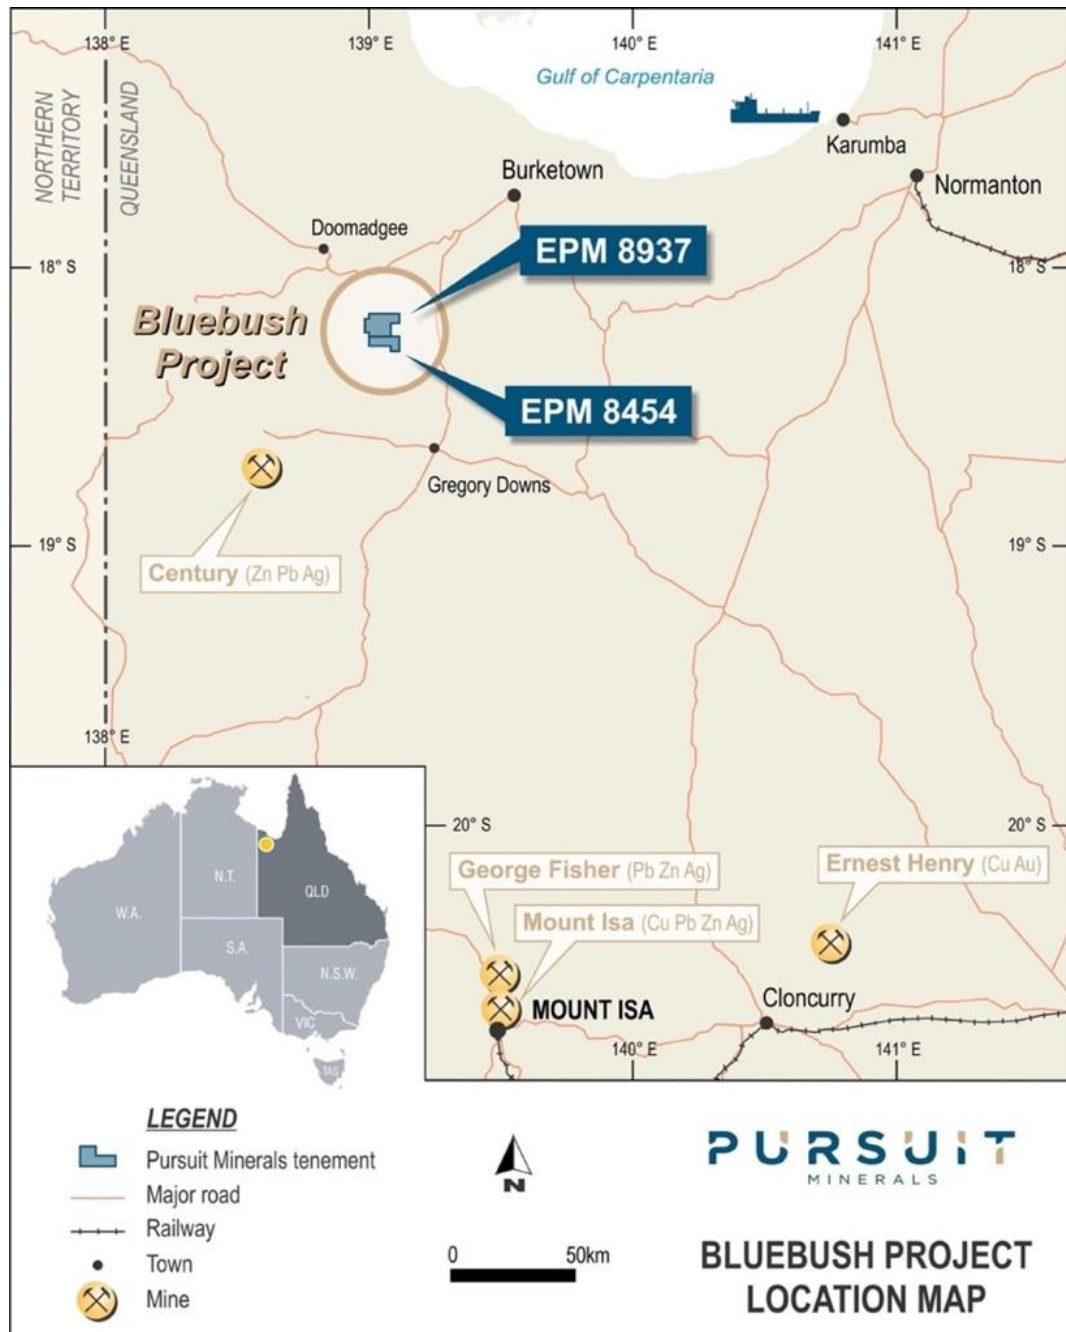 138° E
139° E
140° E
141° E
Gulf of Carpentaria
NORTHERN
TERRITORY
QUEENSLAND
Karumba
Burketown
Normanton
Doomadgee
EPM 8937
18° S
18° S
Bluebush
Project
EPM 8454
Gregory Downs
19° S
19° S
Century (Zn Pb Ag)
138° E
20° S
20° S
George Fisher (Pb Zn Ag)
Ernest Henry (Cu Au)
Mount Isa (Cu Pb Zn Ag)
MOUNT ISA
Cloncurry
140° E
141° E
N.T.
QLD
W.A.
S.A.
N.S.W.
VIC
TAS
LEGEND
Pursuit Minerals tenement
Major road
Railway
Town
Mine
N
0 50km
PURSUIT
MINERALS
BLUEBUSH PROJECT
LOCATION MAP